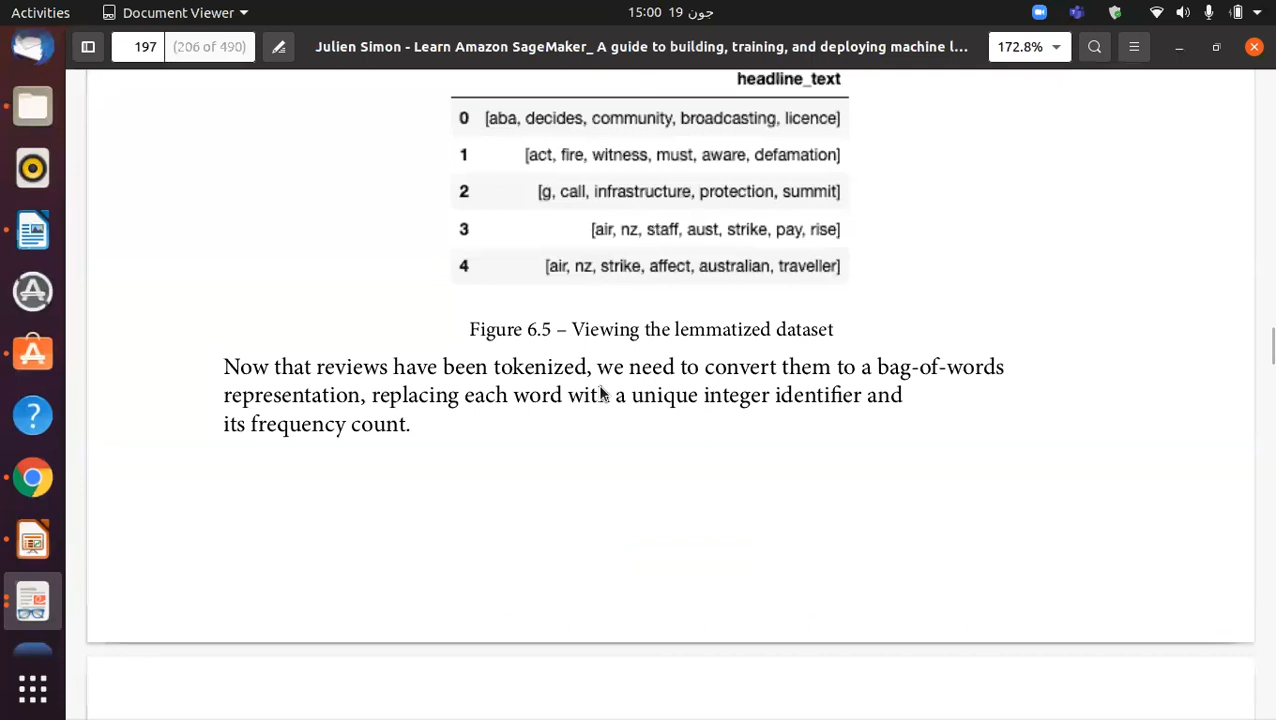 Activities
Document Viewer
15:00 19 جون
197
(206 of 490)
Julien Simon - Learn Amazon SageMaker_ A guide to building, training, and deploying machine l...
172.8%
headline_text
0 [aba, decides, community, broadcasting, licence]
1 [act, fire, witness, must, aware, defamation]
2 [g, call, infrastructure, protection, summit]
3 [air, nz, staff, aust, strike, pay, rise]
4 [air, nz, strike, affect, australian, traveller]
Figure 6.5 – Viewing the lemmatized dataset
Now that reviews have been tokenized, we need to convert them to a bag-of-words
representation, replacing each word with a unique integer identifier and
its frequency count.